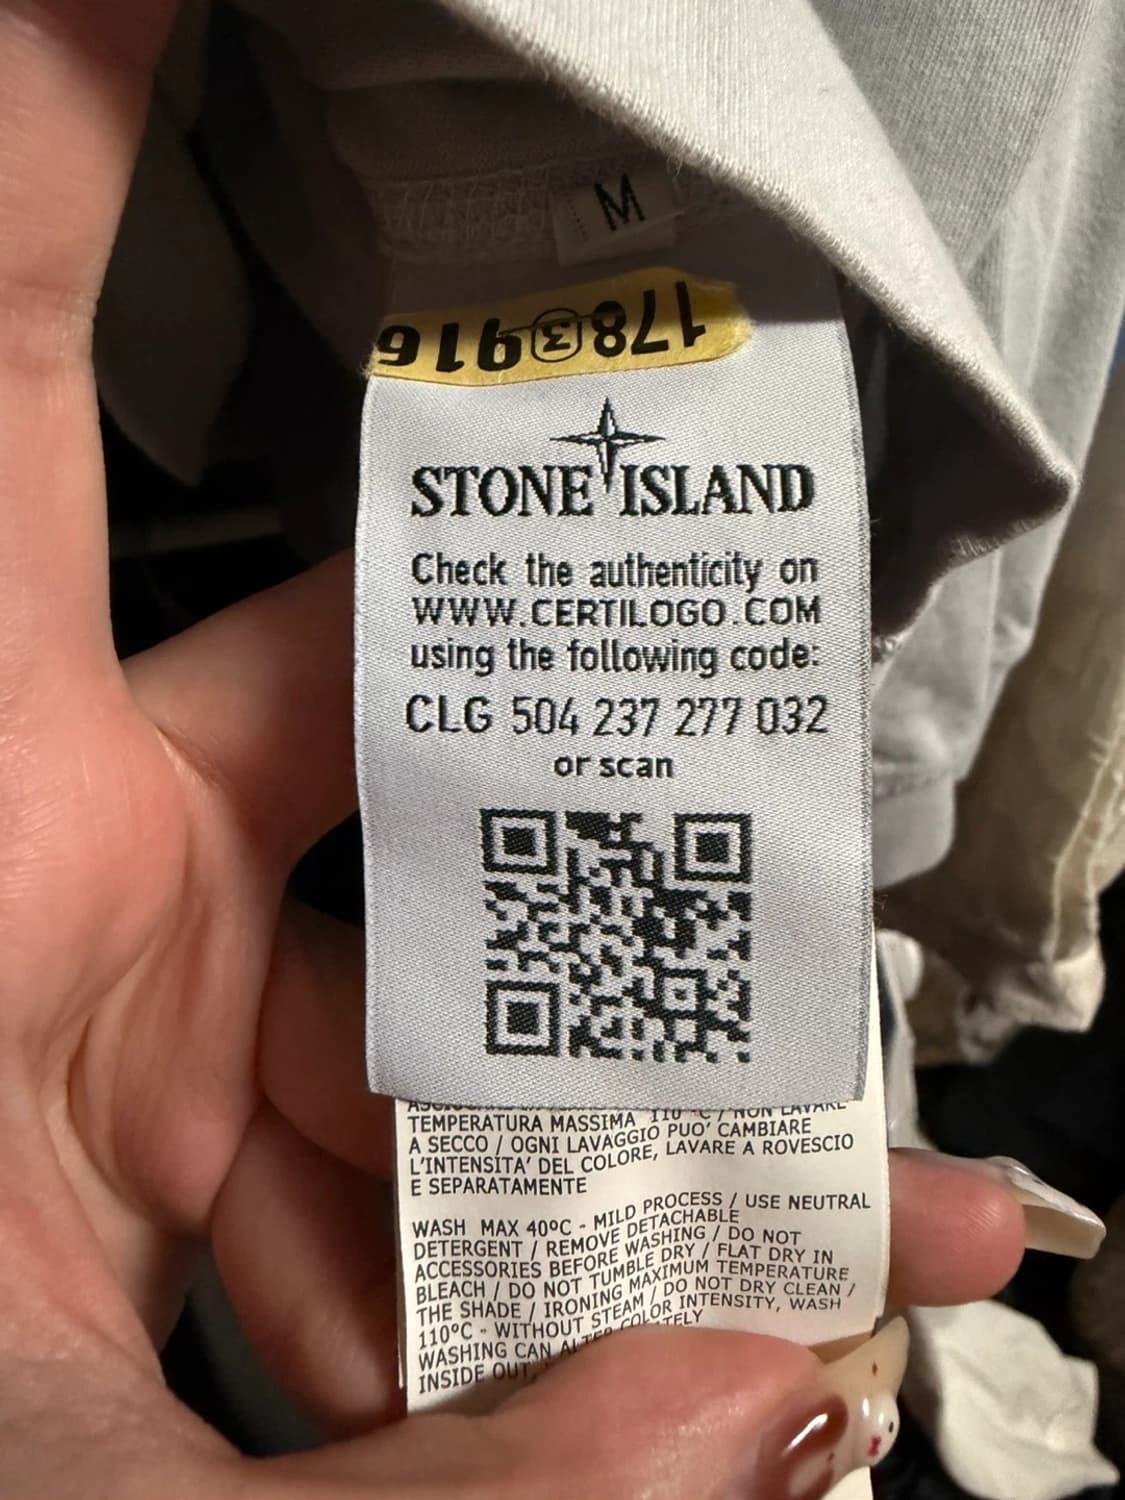 M
178 3 916
STONE ISLAND
Check the authenticity on
WWW.CERTILOGO.COM
using the following code:
CLG 504 237 277 032
or scan
TEMPERATURA MASSIMA 110°C / NON LAVARE
A SECCO / OGNI LAVAGGIO PUO' CAMBIARE
L'INTENSITA' DEL COLORE, LAVARE A ROVESCIO
E SEPARATAMENTE
WASH MAX 40°C - MILD PROCESS / USE NEUTRAL
DETERGENT / REMOVE DETACHABLE
ACCESSORIES BEFORE WASHING / DO NOT
BLEACH / DO NOT TUMBLE DRY / FLAT DRY IN
THE SHADE / IRONING MAXIMUM TEMPERATURE
110°C - WITHOUT STEAM / DO NOT DRY CLEAN /
WASHING CAN ALTER COLOR INTENSITY, WASH
INSIDE OUT,